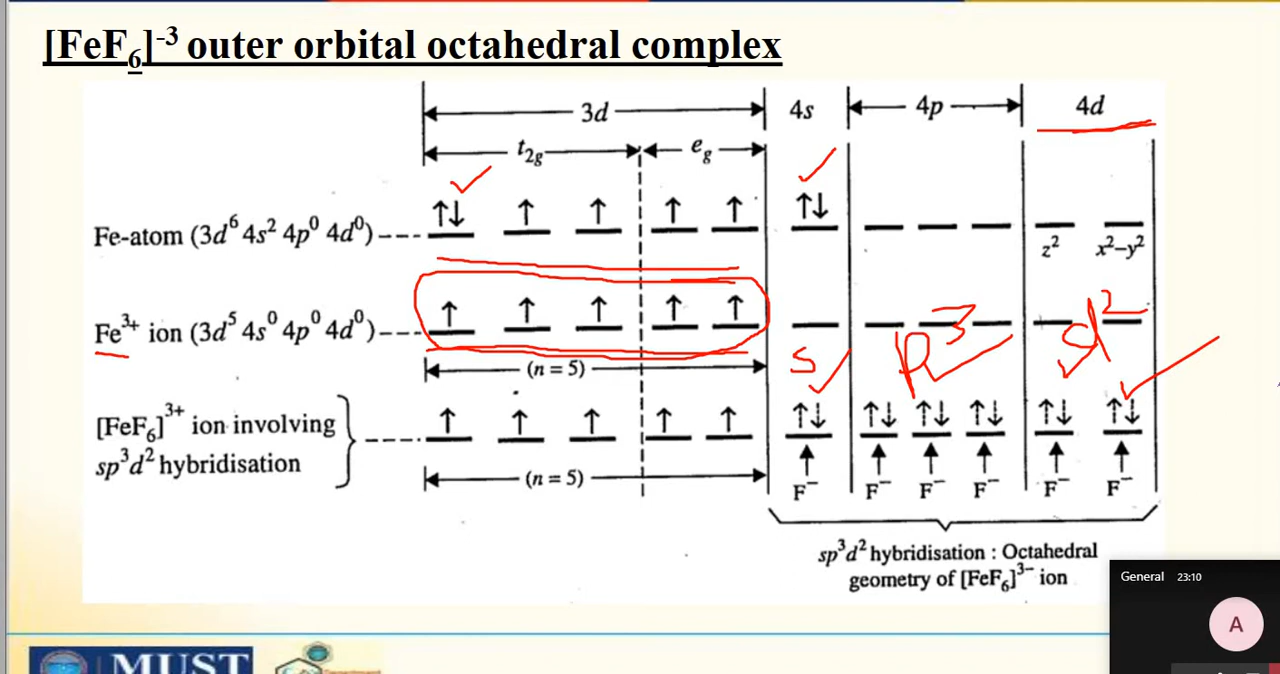 [FeF₆]⁻³ outer orbital octahedral complex
3d 4s 4p 4d
t₂g e_g
Fe-atom (3d⁶ 4s² 4p⁰ 4d⁰) ↑↓ ↑ ↑ ↑ ↑ ↑↓
z² x²–y²
Fe³⁺ ion (3d⁵ 4s⁰ 4p⁰ 4d⁰) ↑ ↑ ↑ ↑ ↑
s p³ d²
(n = 5)
[FeF₆]³⁺ ion involving
sp³d² hybridisation
↑ ↑ ↑ ↑ ↑ ↑↓ ↑↓ ↑↓ ↑↓ ↑↓ ↑↓
(n = 5) F⁻ F⁻ F⁻ F⁻ F⁻ F⁻
sp³d² hybridisation : Octahedral
geometry of [FeF₆]³⁻ ion
General 23:10
A
MUST